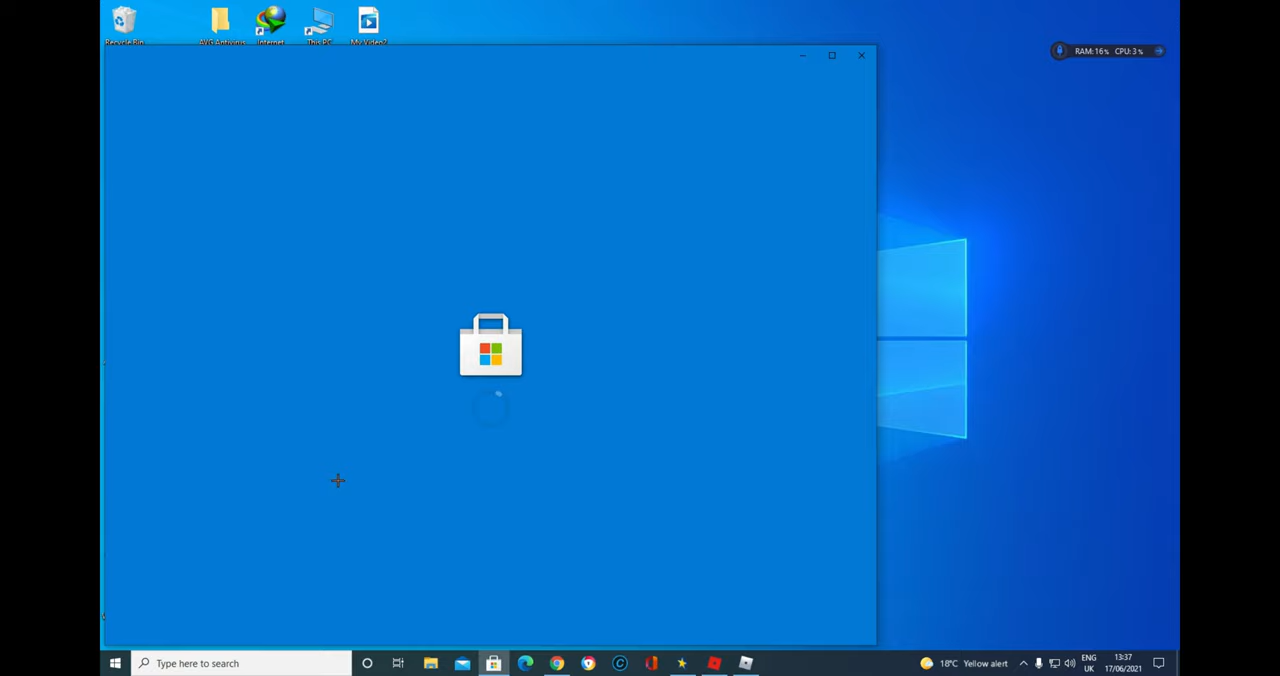 Recycle Bin
AVG Antivirus
Internet
This PC
My Video2
RAM: 16% CPU: 3 %
Type here to search
18°C Yellow alert
ENG
UK
13:37
17/06/2021